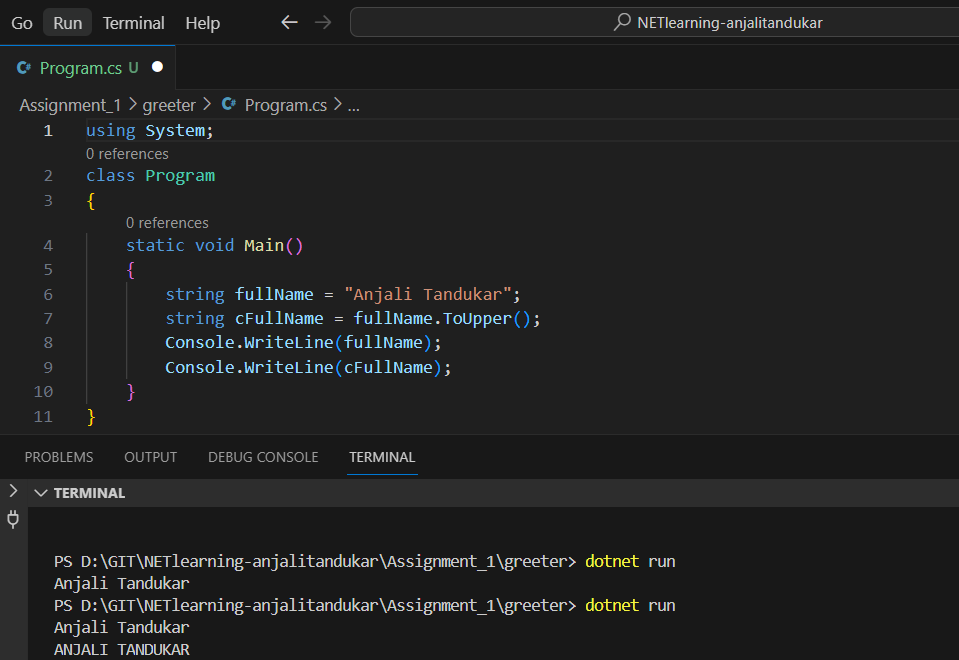 Go Run Terminal Help NETlearning-anjalitandukar
Program.cs U
Assignment_1 > greeter > Program.cs > ...
1 using System;
0 references
2 class Program
3 {
0 references
4 static void Main()
5 {
6 string fullName = "Anjali Tandukar";
7 string cFullName = fullName.ToUpper();
8 Console.WriteLine(fullName);
9 Console.WriteLine(cFullName);
10 }
11 }
PROBLEMS OUTPUT DEBUG CONSOLE TERMINAL
TERMINAL
PS D:\GIT\NETlearning-anjalitandukar\Assignment_1\greeter> dotnet run
Anjali Tandukar
PS D:\GIT\NETlearning-anjalitandukar\Assignment_1\greeter> dotnet run
Anjali Tandukar
ANJALI TANDUKAR